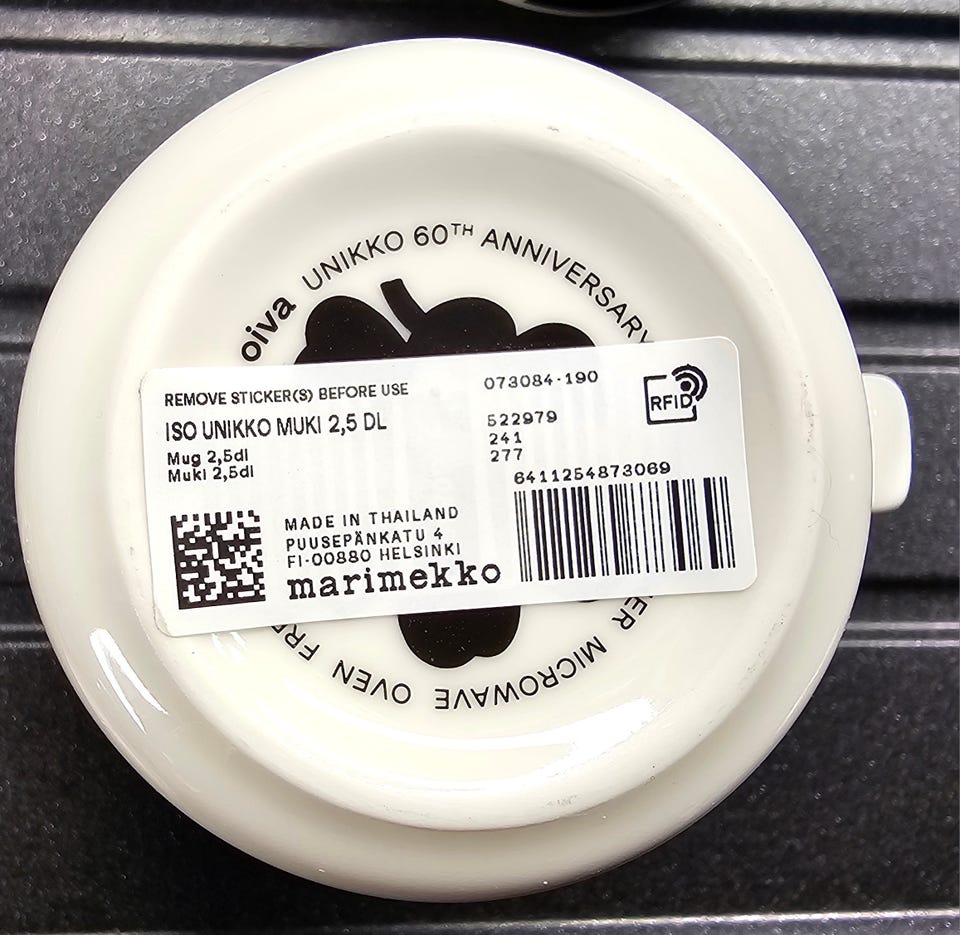 oiva UNIKKO 60TH ANNIVERSARY
REMOVE STICKER(S) BEFORE USE
ISO UNIKKO MUKI 2,5 DL
Mug 2,5dl
Muki 2,5dl
073084-190
522979
241
277
RFID
6411254873069
MADE IN THAILAND
PUUSEPÄNKATU 4
FI-00880 HELSINKI
marimekko
MICROWAVE OVEN